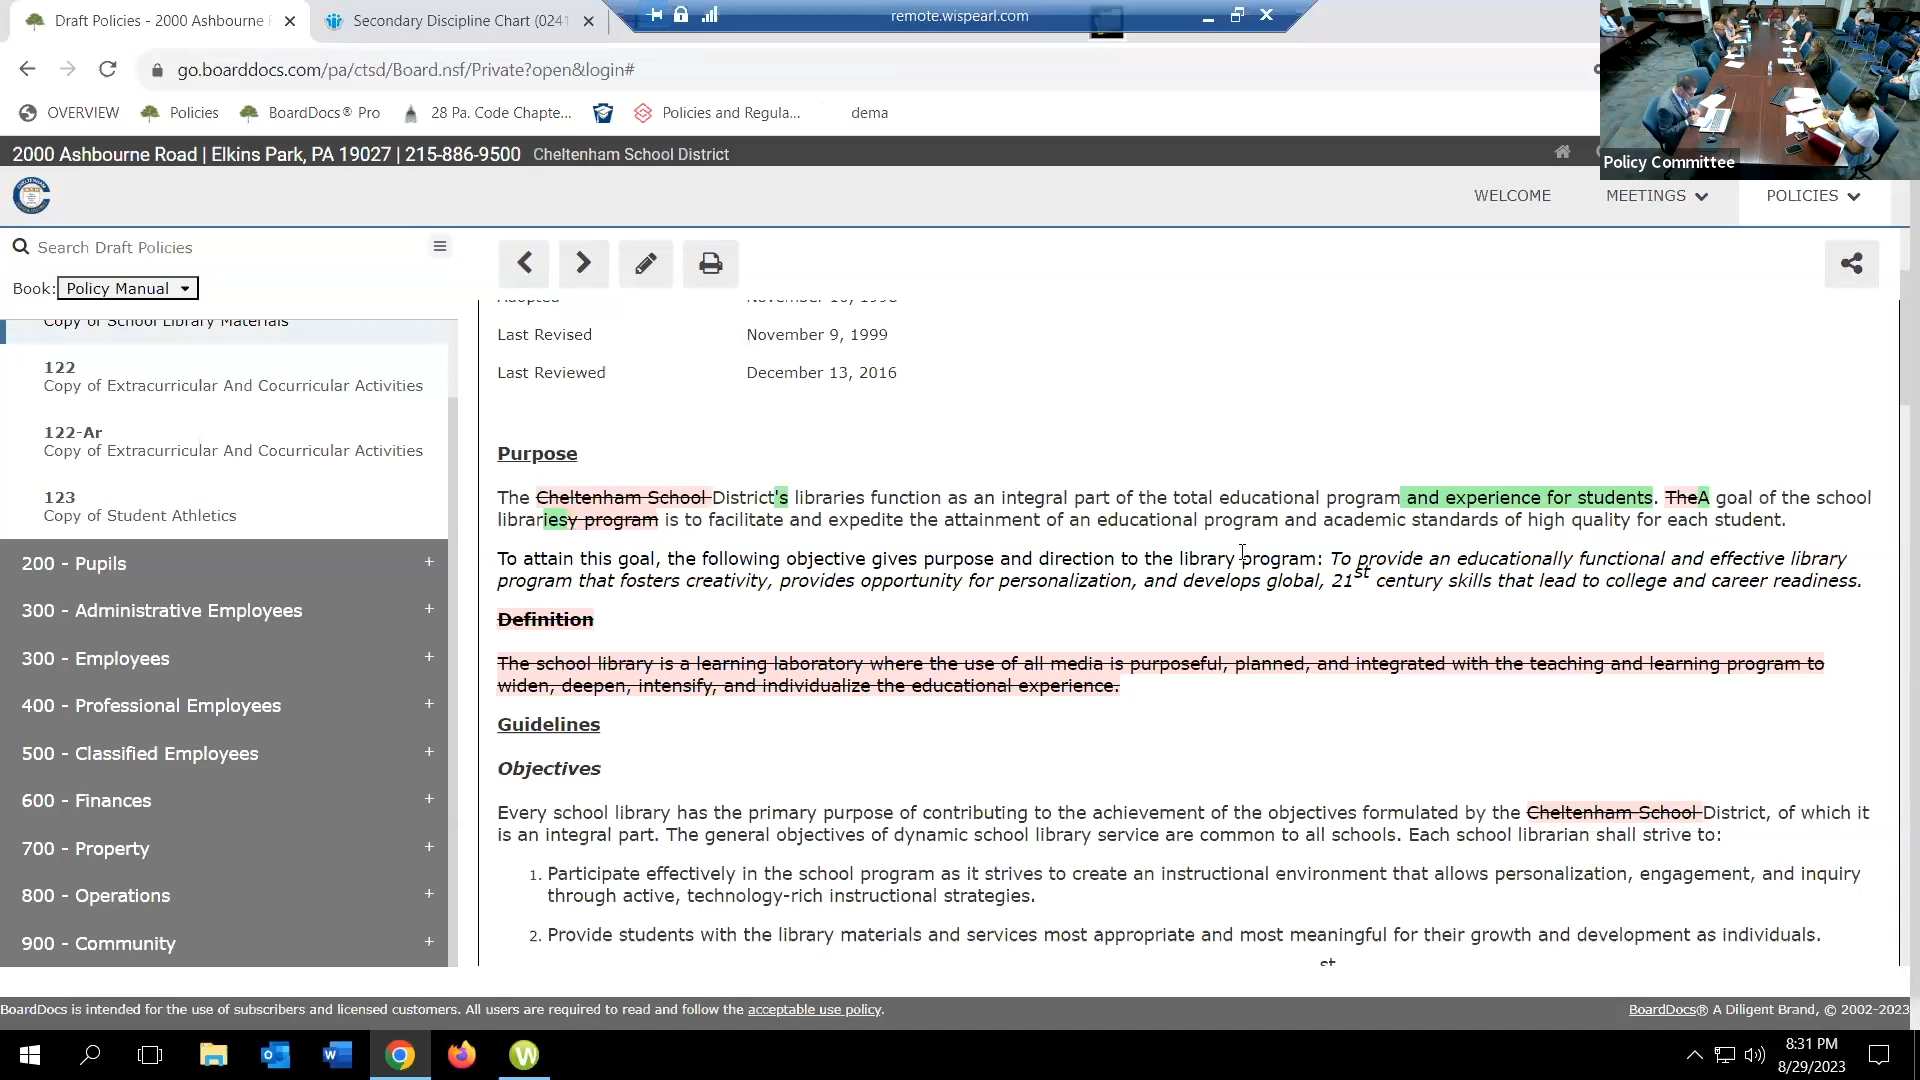 Draft Policies - 2000 Ashbourne R
Secondary Discipline Chart (0241
remote.wispearl.com
go.boarddocs.com/pa/ctsd/Board.nsf/Private?open&login#
OVERVIEW Policies BoardDocs® Pro 28 Pa. Code Chapte... Policies and Regula... dema
Policy Committee
2000 Ashbourne Road | Elkins Park, PA 19027 | 215-886-9500 Cheltenham School District
WELCOME MEETINGS POLICIES
Search Draft Policies
Book: Policy Manual
Copy of School Library Materials
122
Copy of Extracurricular And Cocurricular Activities
122-Ar
Copy of Extracurricular And Cocurricular Activities
123
Copy of Student Athletics
200 - Pupils +
300 - Administrative Employees +
300 - Employees +
400 - Professional Employees +
500 - Classified Employees +
600 - Finances +
700 - Property +
800 - Operations +
900 - Community +
Adopted November 10, 1998
Last Revised November 9, 1999
Last Reviewed December 13, 2016
Purpose
The Cheltenham School District's libraries function as an integral part of the total educational program and experience for students. TheA goal of the school
librariesy program is to facilitate and expedite the attainment of an educational program and academic standards of high quality for each student.
To attain this goal, the following objective gives purpose and direction to the library program: To provide an educationally functional and effective library
program that fosters creativity, provides opportunity for personalization, and develops global, 21st century skills that lead to college and career readiness.
Definition
The school library is a learning laboratory where the use of all media is purposeful, planned, and integrated with the teaching and learning program to
widen, deepen, intensify, and individualize the educational experience.
Guidelines
Objectives
Every school library has the primary purpose of contributing to the achievement of the objectives formulated by the Cheltenham School District, of which it
is an integral part. The general objectives of dynamic school library service are common to all schools. Each school librarian shall strive to:
1. Participate effectively in the school program as it strives to create an instructional environment that allows personalization, engagement, and inquiry
through active, technology-rich instructional strategies.
2. Provide students with the library materials and services most appropriate and most meaningful for their growth and development as individuals.
st
BoardDocs is intended for the use of subscribers and licensed customers. All users are required to read and follow the acceptable use policy.
BoardDocs® A Diligent Brand, © 2002-2023
8:31 PM
8/29/2023